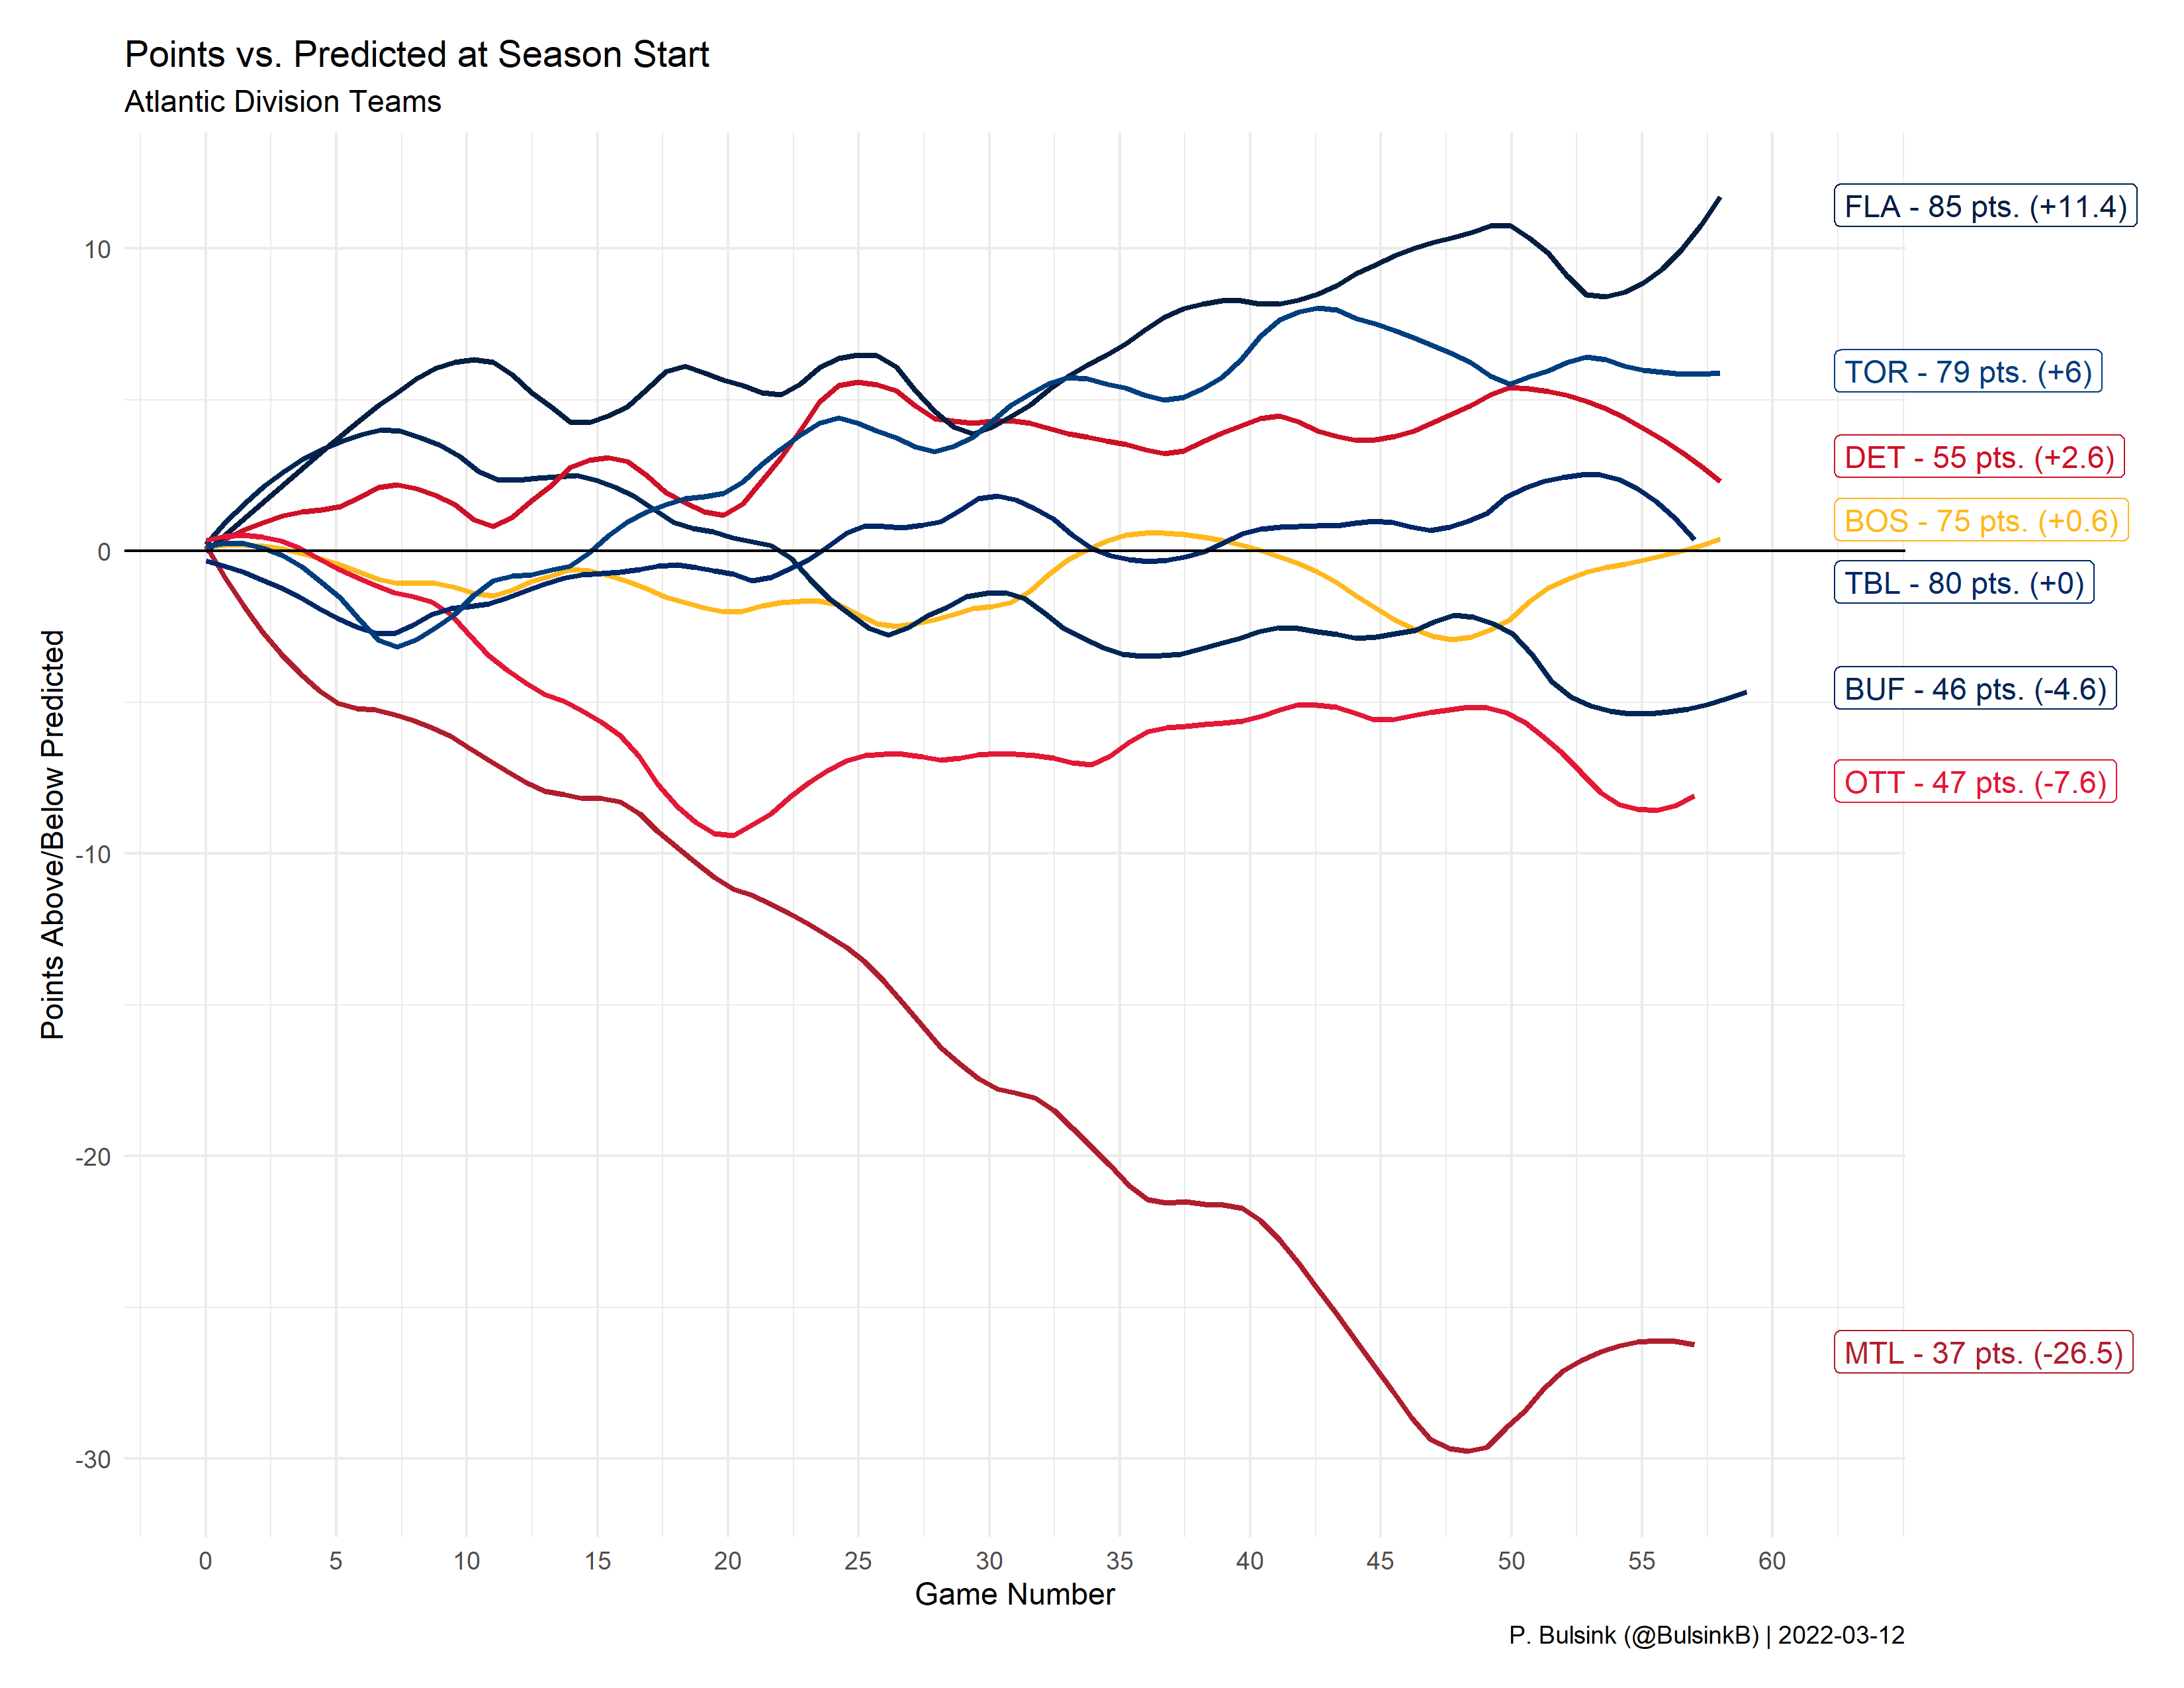 Points vs. Predicted at Season Start
Atlantic Division Teams
Points Above/Below Predicted
10
0
-10
-20
-30
FLA - 85 pts. (+11.4)
TOR - 79 pts. (+6)
DET - 55 pts. (+2.6)
BOS - 75 pts. (+0.6)
TBL - 80 pts. (+0)
BUF - 46 pts. (-4.6)
OTT - 47 pts. (-7.6)
MTL - 37 pts. (-26.5)
0 5 10 15 20 25 30 35 40 45 50 55 60
Game Number
P. Bulsink (@BulsinkB) | 2022-03-12